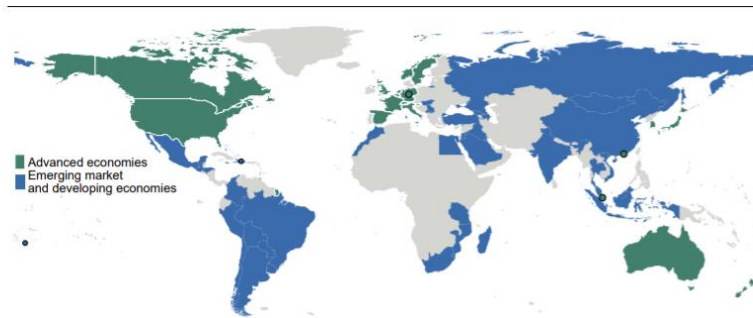 Advanced economies
Emerging market
and developing economies